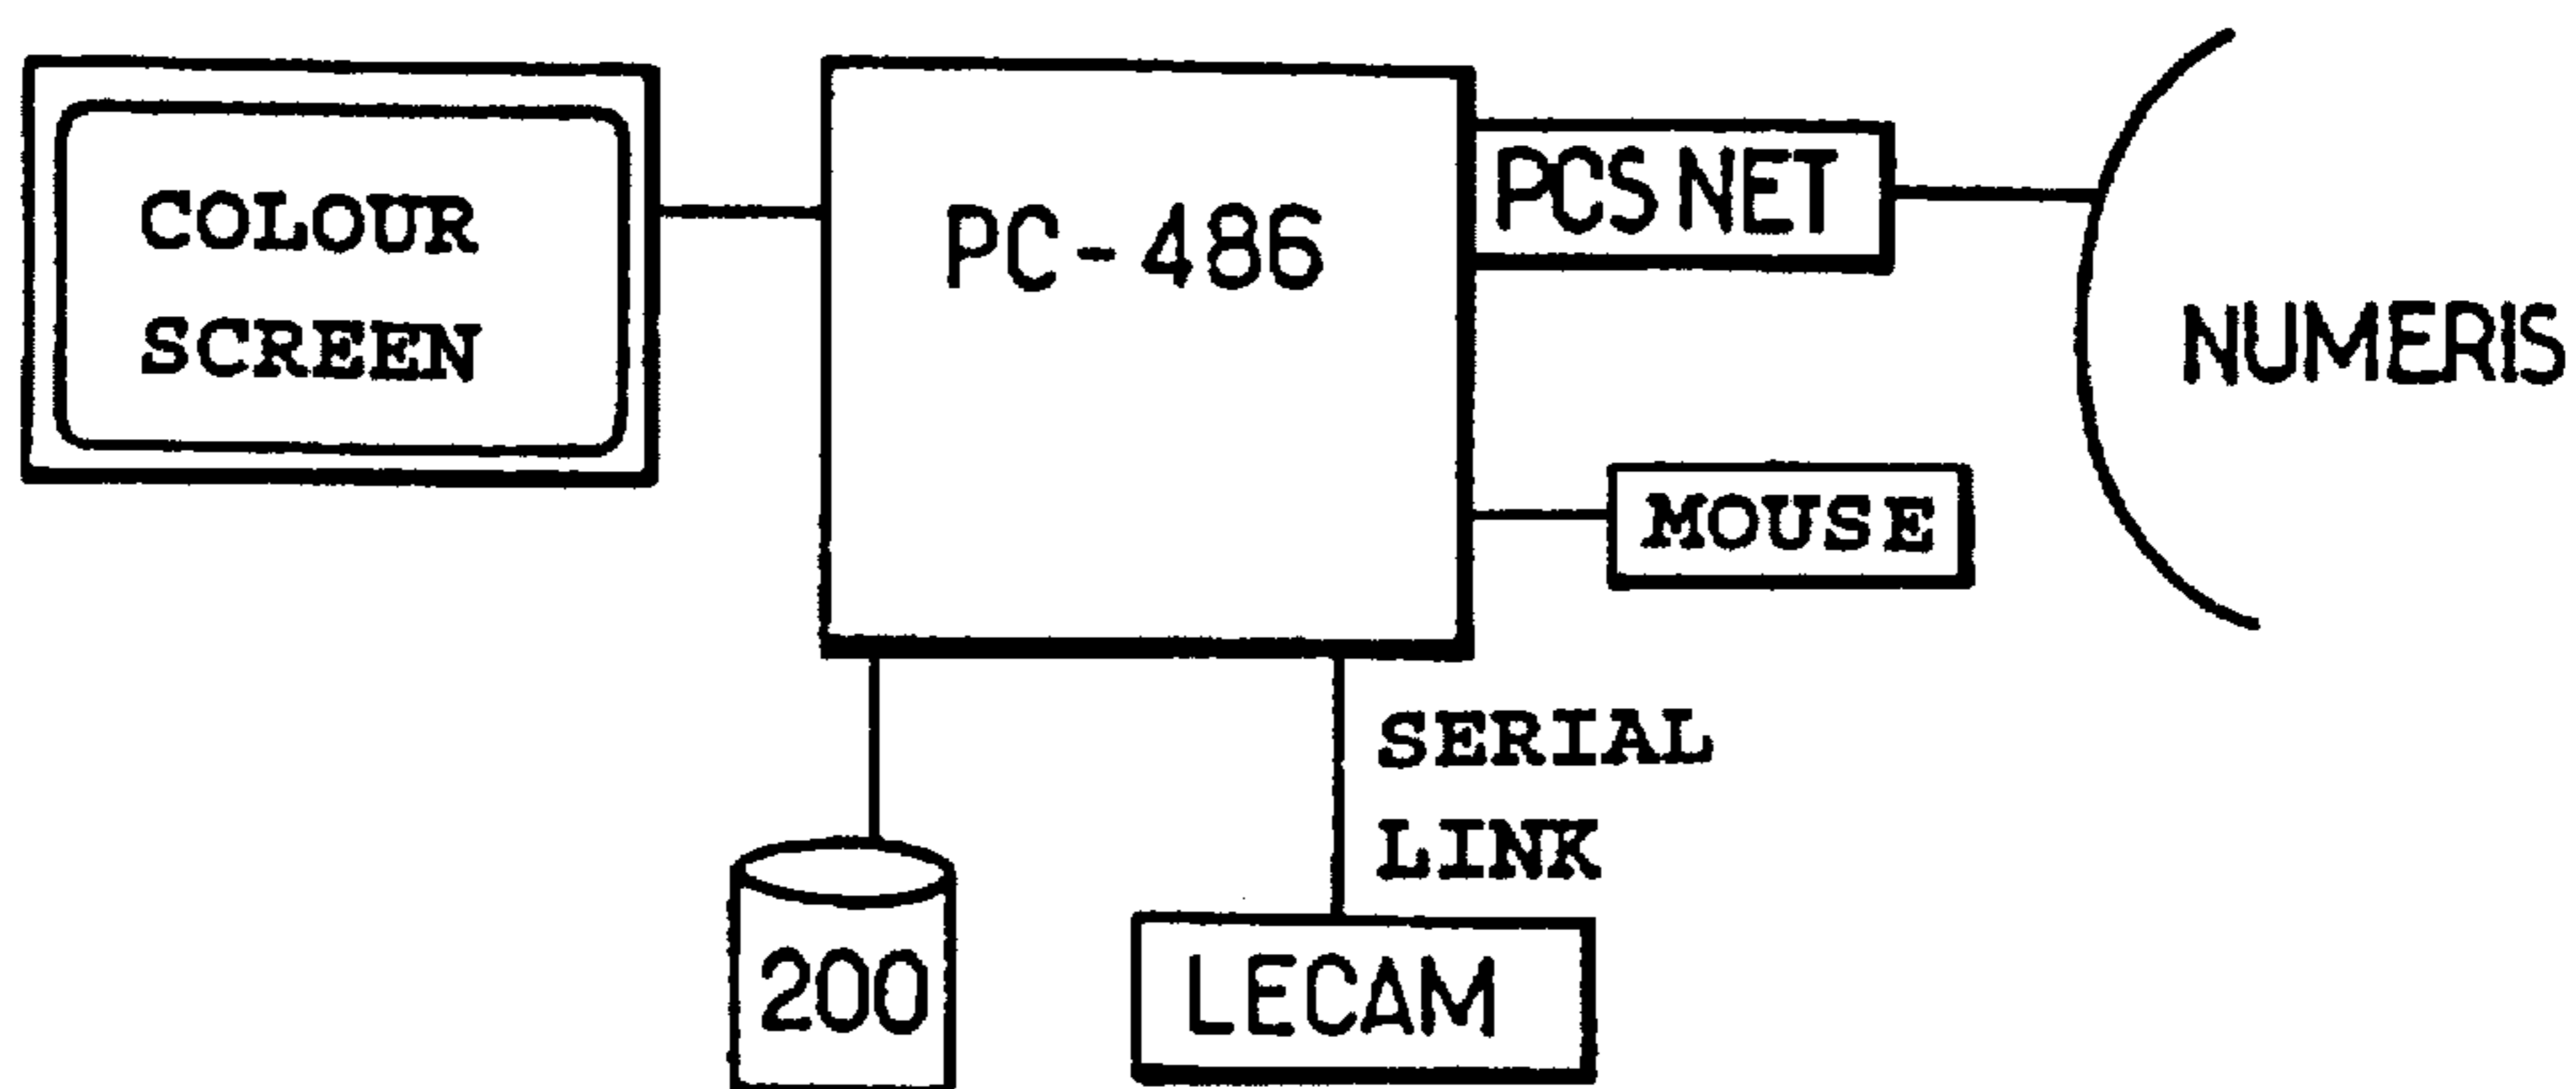 COLOUR
SCREEN
PC-486
PCS NET
NUMERIS
MOUSE
SERIAL
LINK
200
LECAM